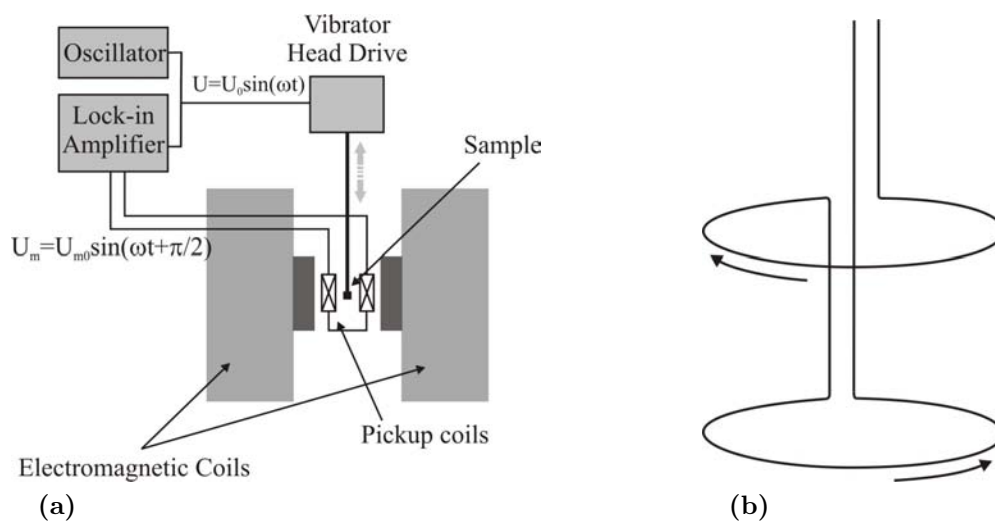 Oscillator
Lock-in
Amplifier
U=U₀sin(ωt)
Vibrator
Head Drive
Sample
Uₘ=Uₘ₀sin(ωt+π/2)
Pickup coils
Electromagnetic Coils
(a)
(b)